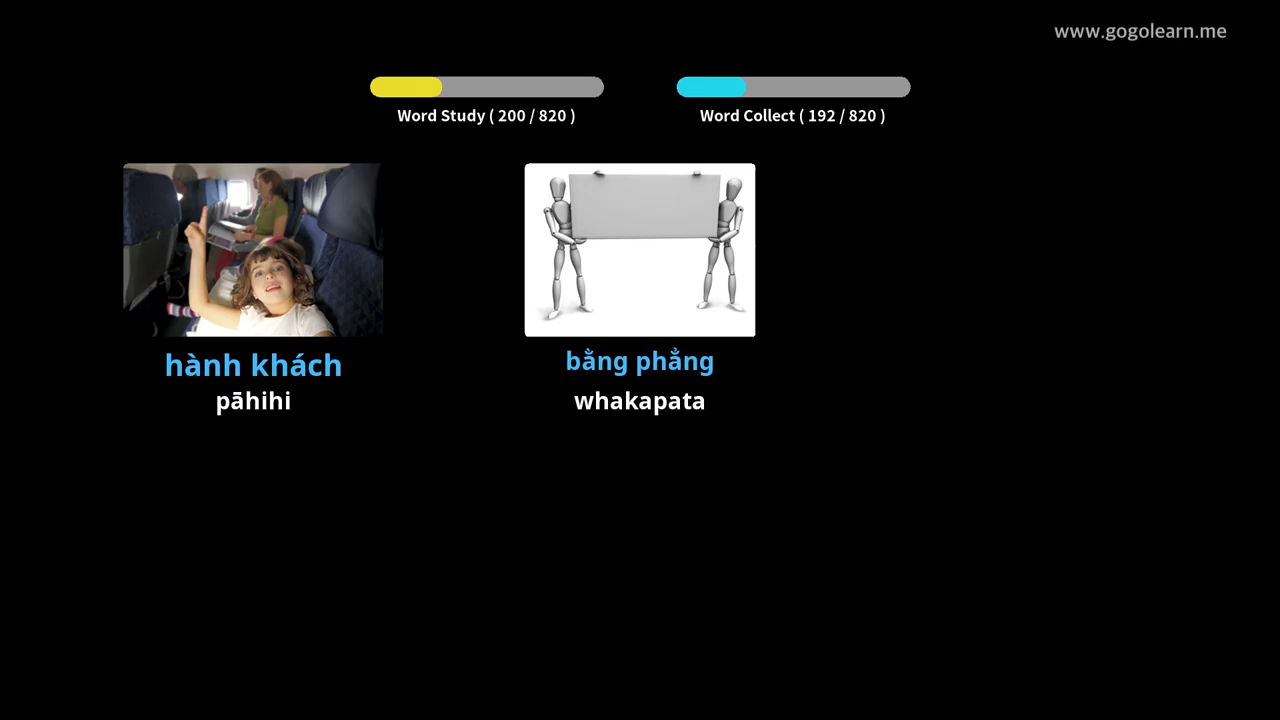 www.gogolearn.me
Word Study ( 200 / 820 )
Word Collect ( 192 / 820 )
hành khách
pāhihi
bằng phẳng
whakapata